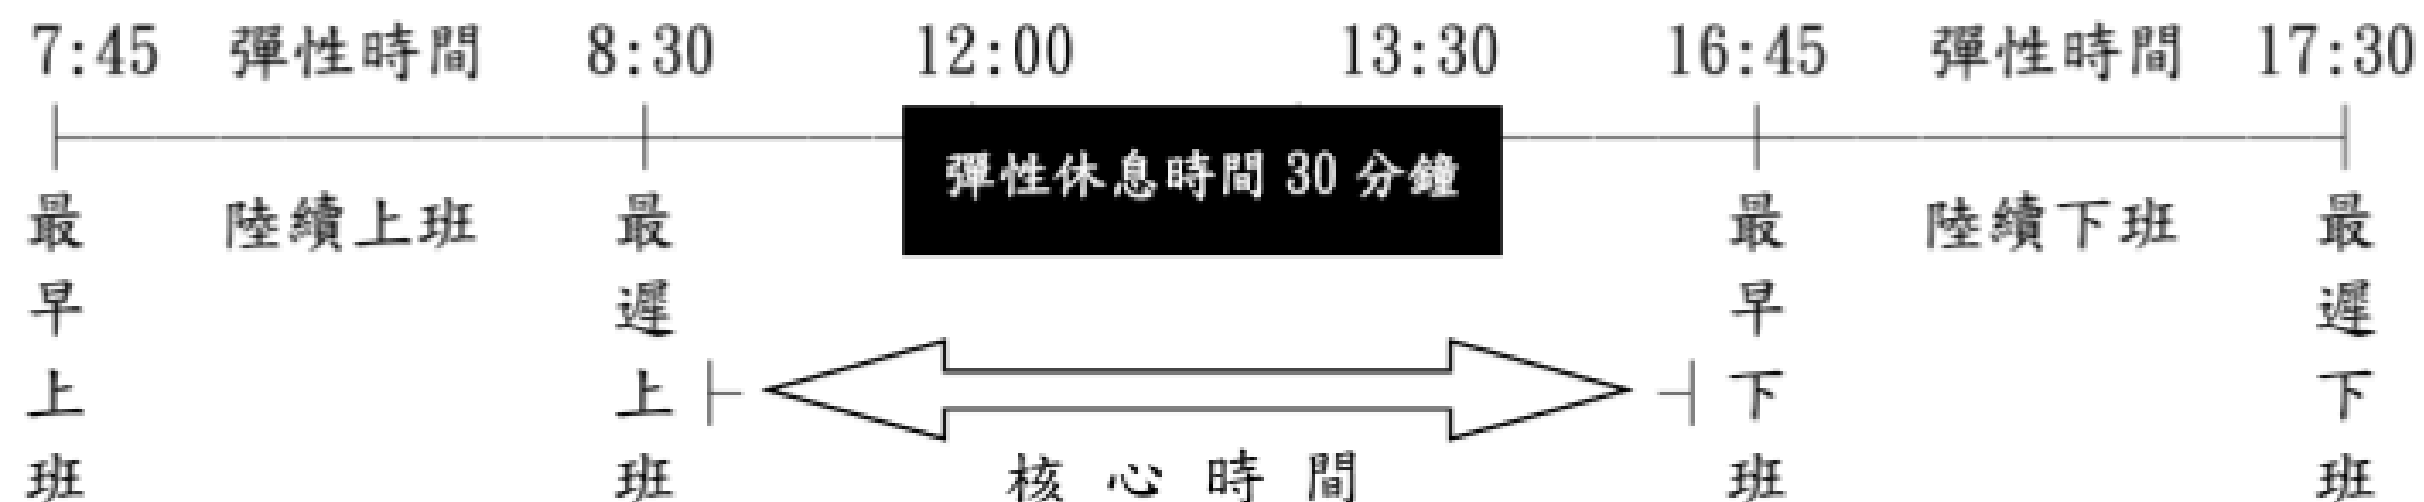 7:45 彈性時間 8:30 12:00 13:30 16:45 彈性時間 17:30
彈性休息時間 30 分鐘
最早上班
陸續上班
最遲上班
最早下班
陸續下班
最遲下班
核心時間